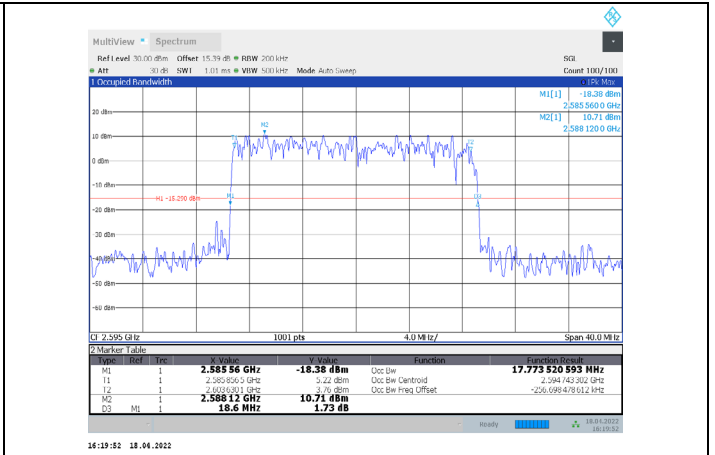 MultiView Spectrum
Ref Level 30.00 dBm Offset 15.39 dB RBW 200 kHz SGL
Att 30 dB SWT 1.01 ms VBW 500 kHz Mode Auto Sweep Count 100/100
1 Occupied Bandwidth 1Pk Max
M1[1] -18.38 dBm
2.585 560 0 GHz
M2[1] 10.71 dBm
2.588 120 0 GHz
20 dBm
M2
10 dBm
T2
0 dBm
-10 dBm
H1 -15.290 dBm M1 D3
-20 dBm
-30 dBm
-40 dBm
-50 dBm
-60 dBm
CF 2.595 GHz 1001 pts 4.0 MHz/ Span 40.0 MHz
2 Marker Table
Type Ref Trc X-Value Y-Value Function Function Result
M1 1 2.585 56 GHz -18.38 dBm Occ Bw 17.773 520 593 MHz
T1 1 2.585 856 5 GHz 5.22 dBm Occ Bw Centroid 2.594 743 302 GHz
T2 1 2.603 630 1 GHz 3.76 dBm Occ Bw Freq Offset -256.698 478 612 kHz
M2 1 2.588 12 GHz 10.71 dBm
D3 M1 1 18.6 MHz 1.73 dB
Ready 18.04.2022
16:19:52
16:19:52 18.04.2022